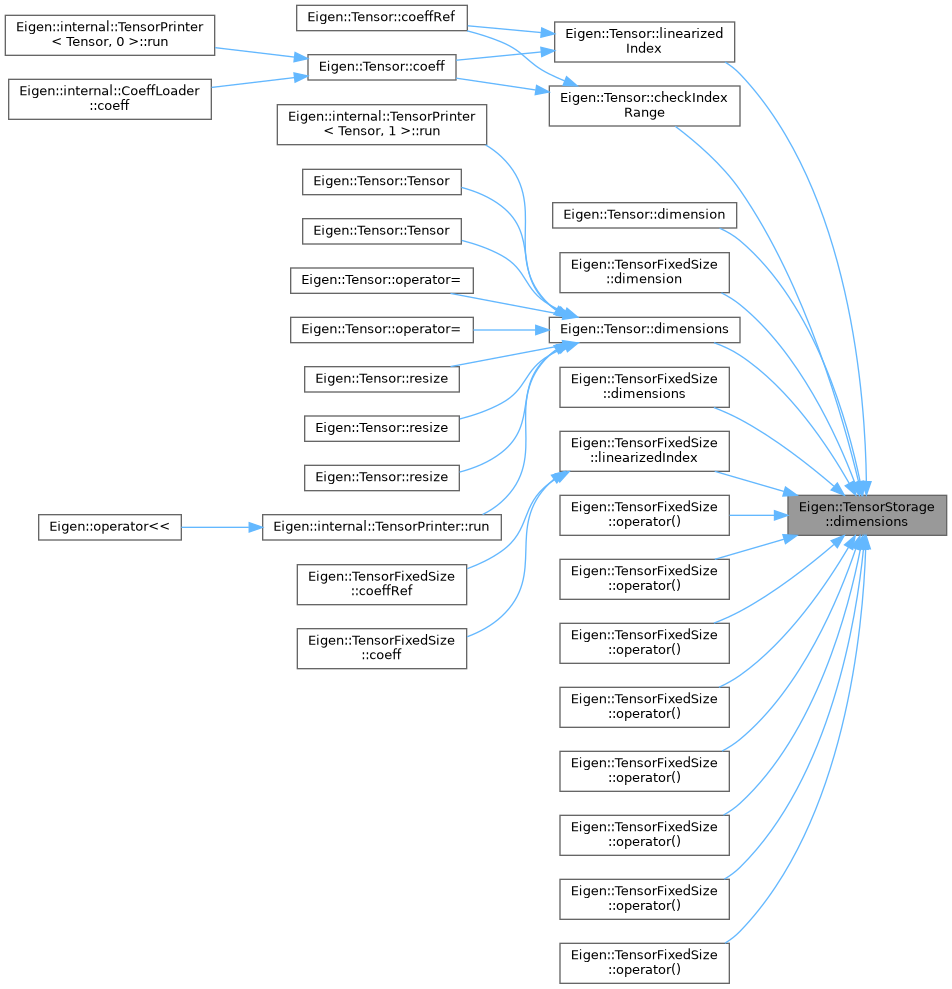 Eigen::internal::TensorPrinter
< Tensor, 0 >::run
Eigen::internal::CoeffLoader
::coeff
Eigen::Tensor::coeffRef
Eigen::Tensor::coeff
Eigen::internal::TensorPrinter
< Tensor, 1 >::run
Eigen::Tensor::Tensor
Eigen::Tensor::Tensor
Eigen::Tensor::operator=
Eigen::Tensor::operator=
Eigen::Tensor::resize
Eigen::Tensor::resize
Eigen::Tensor::resize
Eigen::operator<<
Eigen::internal::TensorPrinter::run
Eigen::TensorFixedSize
::coeffRef
Eigen::TensorFixedSize
::coeff
Eigen::Tensor::linearized
Index
Eigen::Tensor::checkIndex
Range
Eigen::Tensor::dimension
Eigen::TensorFixedSize
::dimension
Eigen::Tensor::dimensions
Eigen::TensorFixedSize
::dimensions
Eigen::TensorFixedSize
::linearizedIndex
Eigen::TensorFixedSize
::operator()
Eigen::TensorFixedSize
::operator()
Eigen::TensorFixedSize
::operator()
Eigen::TensorFixedSize
::operator()
Eigen::TensorFixedSize
::operator()
Eigen::TensorFixedSize
::operator()
Eigen::TensorFixedSize
::operator()
Eigen::TensorFixedSize
::operator()
Eigen::TensorStorage
::dimensions